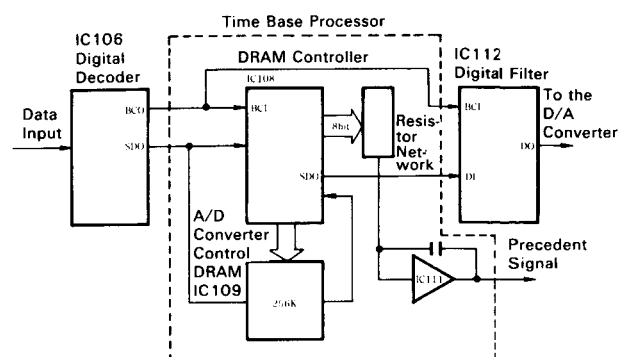 Time Base Processor
IC106
Digital
Decoder
DRAM Controller
IC108
IC112
Digital Filter
Data
Input
BCO
SDO
BCI
8bit
SDO
Resis-
tor
Net-
work
BCI
DI
DO
To the
D/A
Converter
A/D
Converter
Control
DRAM
IC109
256K
IC111
Precedent
Signal